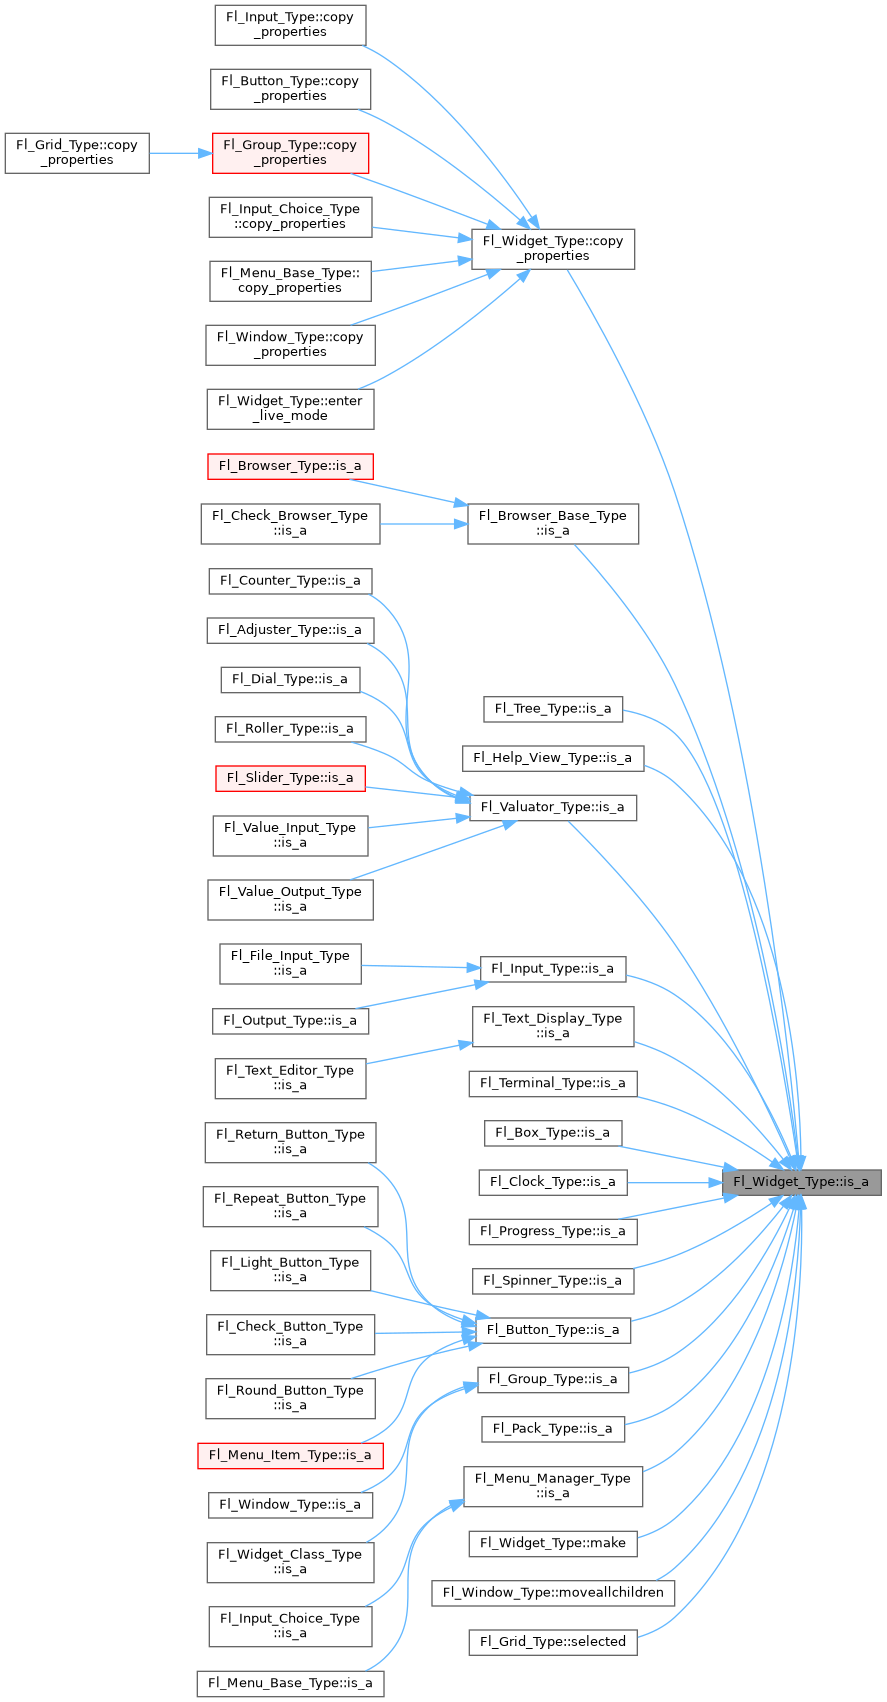 Fl_Input_Type::copy
_properties
Fl_Button_Type::copy
_properties
Fl_Grid_Type::copy
_properties
Fl_Group_Type::copy
_properties
Fl_Input_Choice_Type
::copy_properties
Fl_Widget_Type::copy
_properties
Fl_Menu_Base_Type::
copy_properties
Fl_Window_Type::copy
_properties
Fl_Widget_Type::enter
_live_mode
Fl_Browser_Type::is_a
Fl_Check_Browser_Type
::is_a
Fl_Browser_Base_Type
::is_a
Fl_Counter_Type::is_a
Fl_Adjuster_Type::is_a
Fl_Dial_Type::is_a
Fl_Tree_Type::is_a
Fl_Roller_Type::is_a
Fl_Help_View_Type::is_a
Fl_Slider_Type::is_a
Fl_Valuator_Type::is_a
Fl_Value_Input_Type
::is_a
Fl_Value_Output_Type
::is_a
Fl_File_Input_Type
::is_a
Fl_Input_Type::is_a
Fl_Output_Type::is_a
Fl_Text_Display_Type
::is_a
Fl_Text_Editor_Type
::is_a
Fl_Terminal_Type::is_a
Fl_Return_Button_Type
::is_a
Fl_Box_Type::is_a
Fl_Clock_Type::is_a
Fl_Widget_Type::is_a
Fl_Repeat_Button_Type
::is_a
Fl_Progress_Type::is_a
Fl_Light_Button_Type
::is_a
Fl_Spinner_Type::is_a
Fl_Check_Button_Type
::is_a
Fl_Button_Type::is_a
Fl_Round_Button_Type
::is_a
Fl_Group_Type::is_a
Fl_Pack_Type::is_a
Fl_Menu_Item_Type::is_a
Fl_Menu_Manager_Type
::is_a
Fl_Window_Type::is_a
Fl_Widget_Type::make
Fl_Widget_Class_Type
::is_a
Fl_Window_Type::moveallchildren
Fl_Input_Choice_Type
::is_a
Fl_Grid_Type::selected
Fl_Menu_Base_Type::is_a